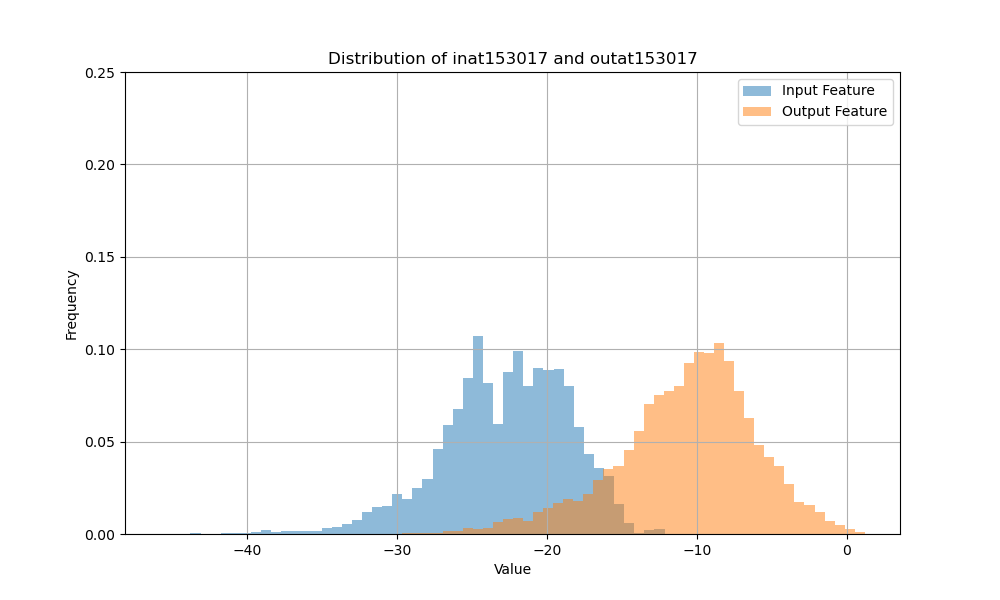 Distribution of inat153017 and outat153017
Input Feature
Output Feature
0.25
0.20
0.15
0.10
0.05
0.00
Frequency
−40
−30
−20
−10
0
Value